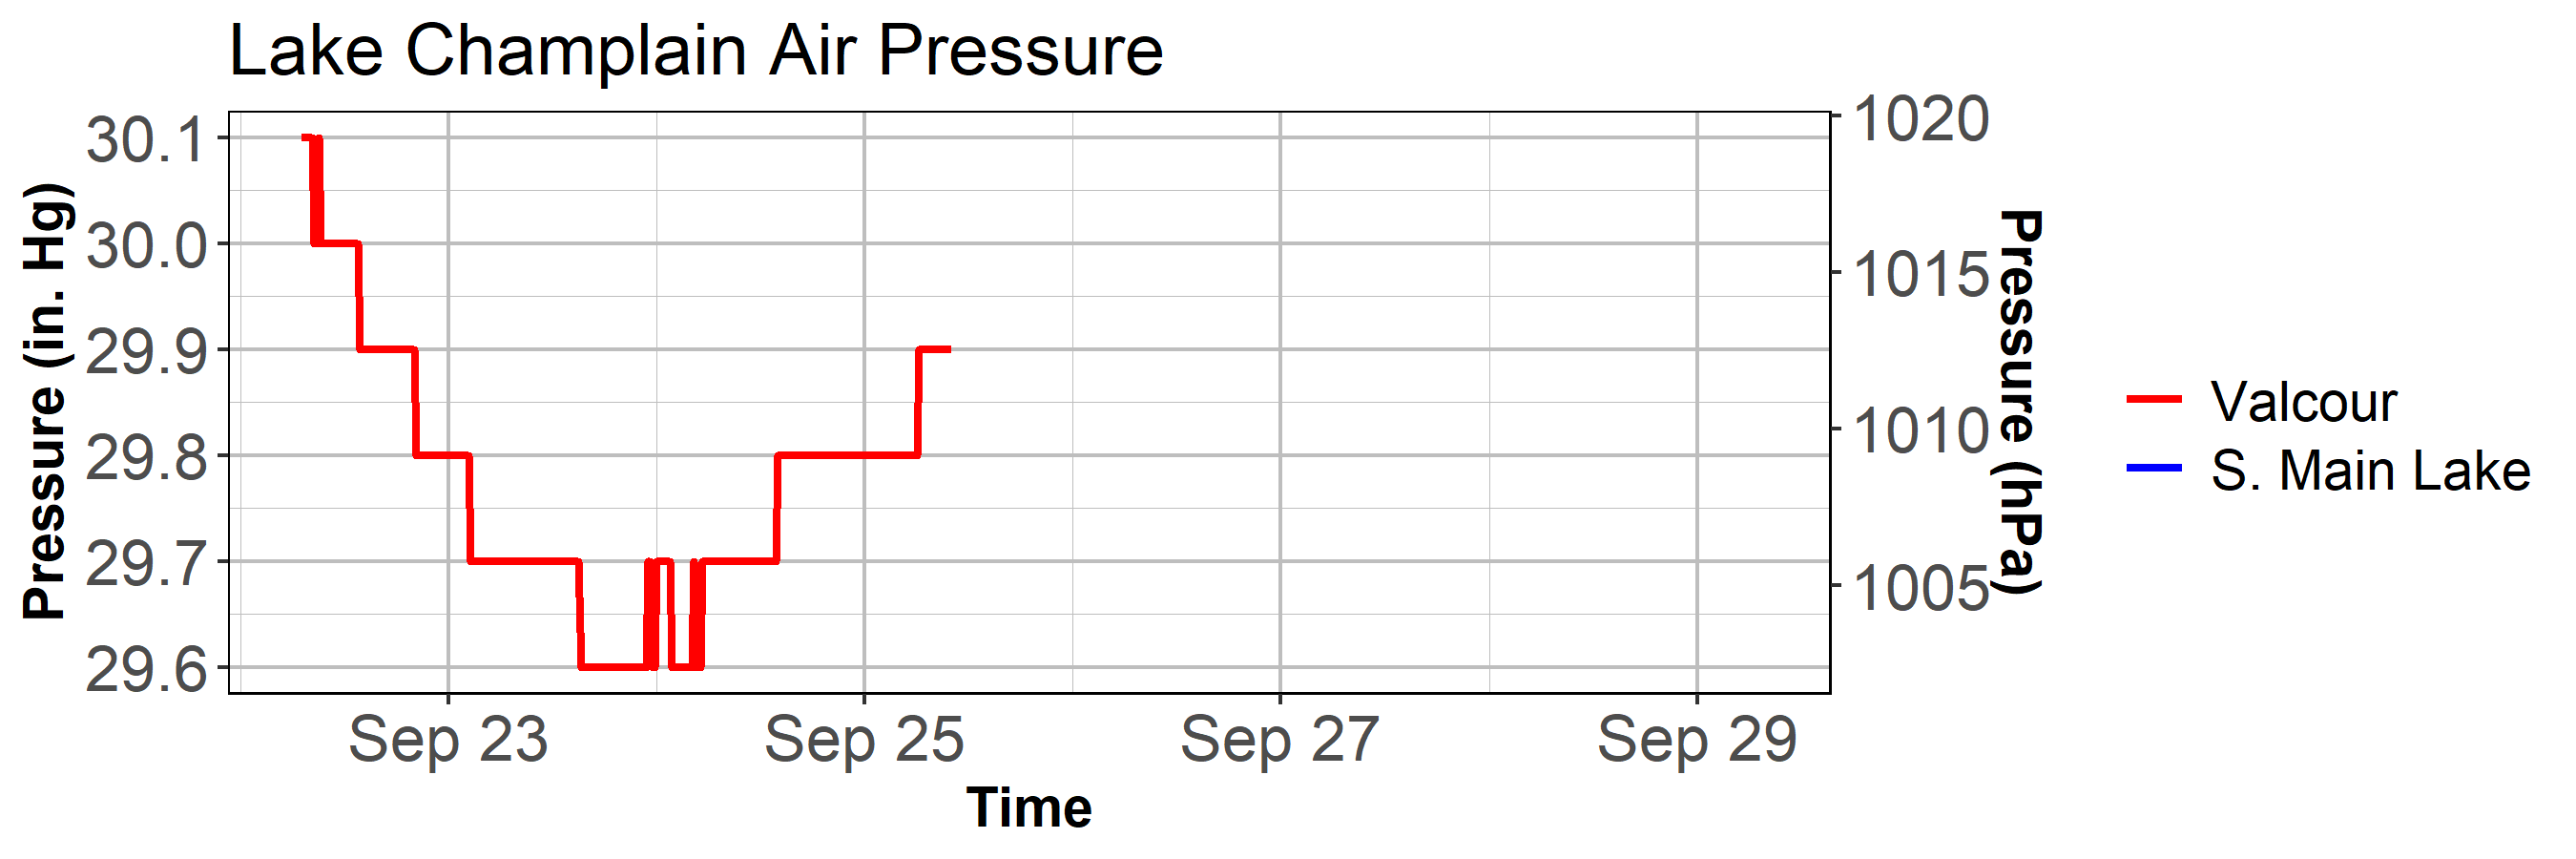 Lake Champlain Air Pressure
Pressure (in. Hg)
30.1
30.0
29.9
29.8
29.7
29.6
1020
1015
1010
1005
Pressure (hPa)
Valcour
S. Main Lake
Sep 23 Sep 25 Sep 27 Sep 29
Time